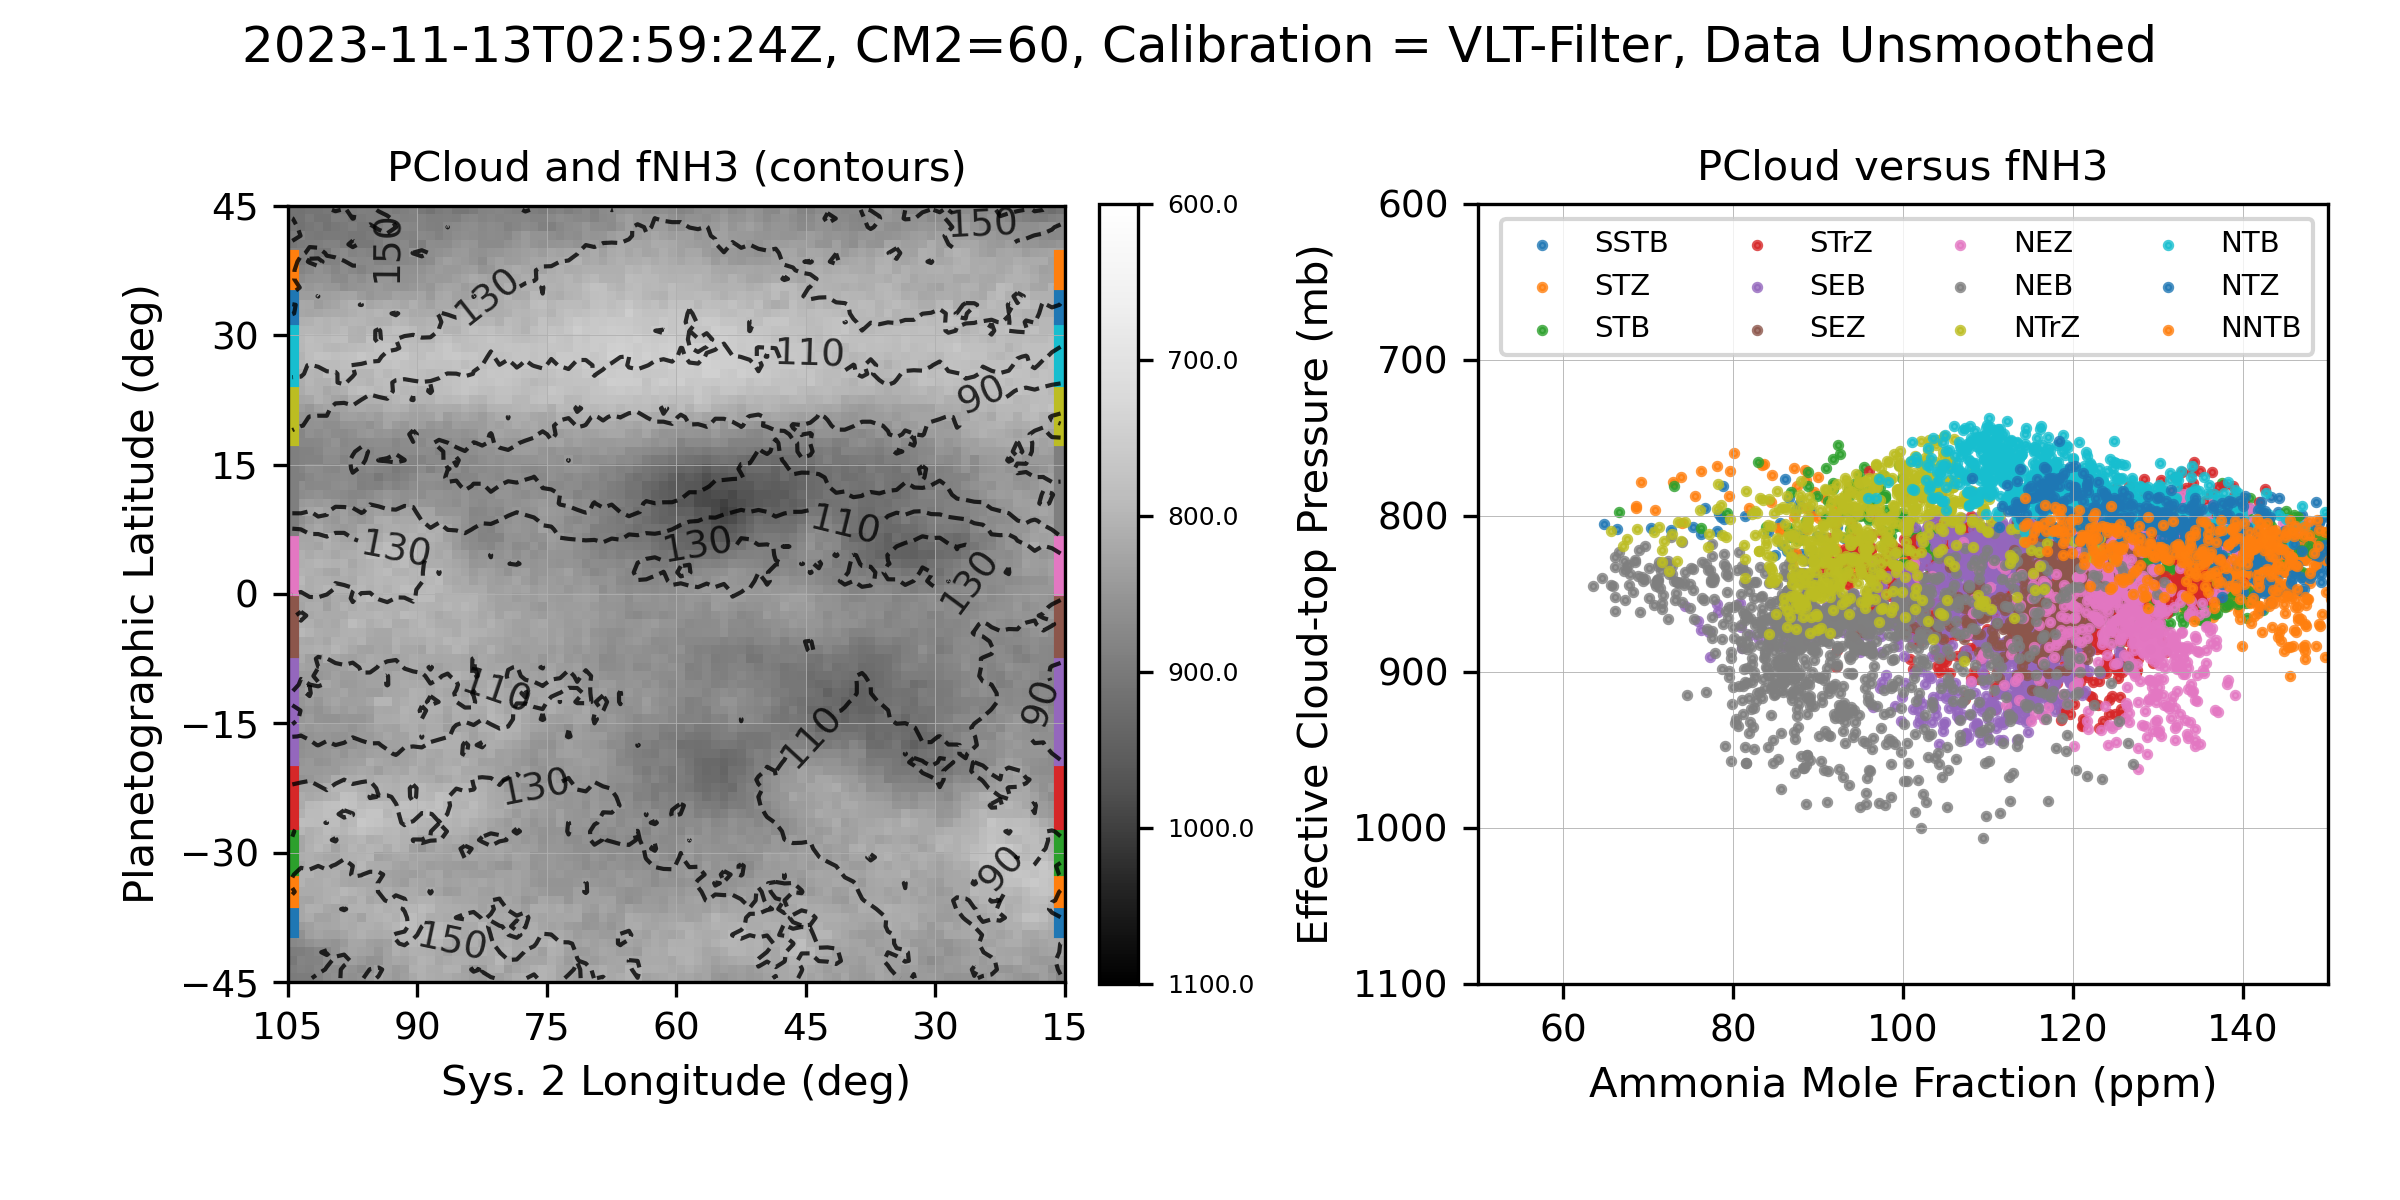 2023-11-13T02:59:24Z, CM2=60, Calibration = VLT-Filter, Data Unsmoothed
PCloud and fNH3 (contours)
Planetographic Latitude (deg)
45
30
15
0
−15
−30
−45
105 90 75 60 45 30 15
Sys. 2 Longitude (deg)
150
150
130
110
90
130
130
110
130
110
90
110
130
90
150
600.0
700.0
800.0
900.0
1000.0
1100.0
PCloud versus fNH3
Effective Cloud-top Pressure (mb)
600
700
800
900
1000
1100
SSTB STrZ NEZ NTB
STZ SEB NEB NTZ
STB SEZ NTrZ NNTB
60 80 100 120 140
Ammonia Mole Fraction (ppm)